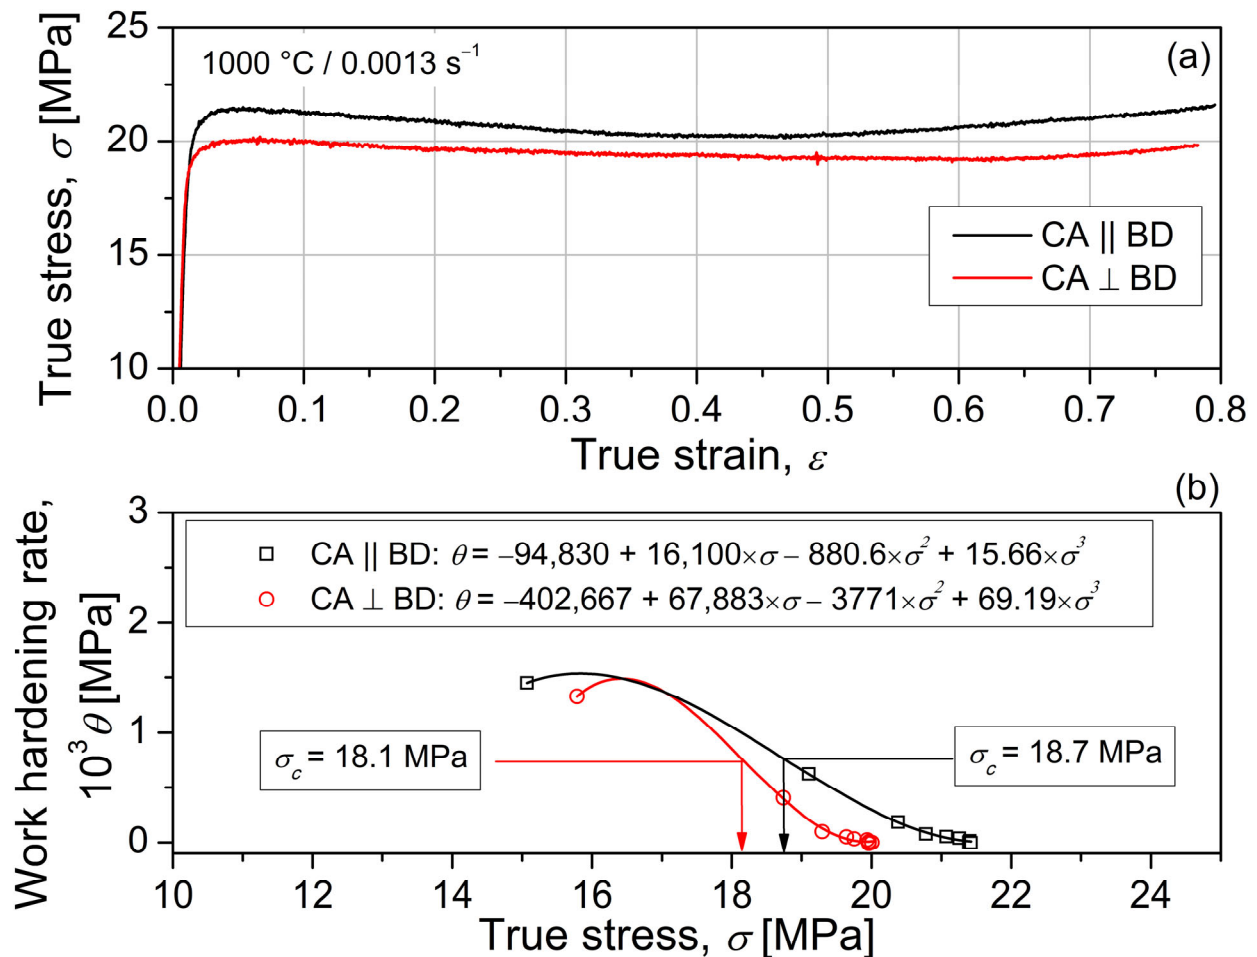 (a)
1000 °C / 0.0013 s⁻¹
True stress, σ [MPa]
25
20
15
10
CA || BD
CA ⊥ BD
0.0 0.1 0.2 0.3 0.4 0.5 0.6 0.7 0.8
True strain, ε
(b)
Work hardening rate,
10³ θ [MPa]
3
2
1
0
CA || BD: θ = –94,830 + 16,100×σ – 880.6×σ² + 15.66×σ³
CA ⊥ BD: θ = –402,667 + 67,883×σ – 3771×σ² + 69.19×σ³
σc = 18.1 MPa
σc = 18.7 MPa
10 12 14 16 18 20 22 24
True stress, σ [MPa]